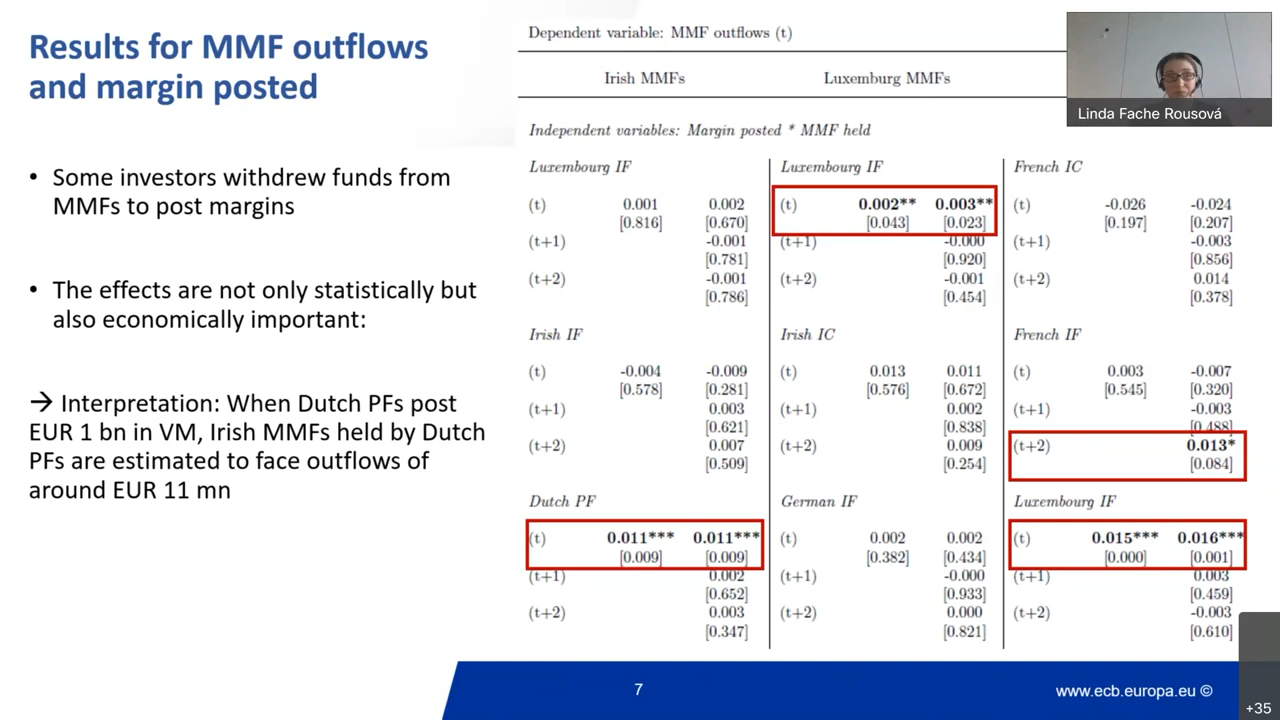 Results for MMF outflows
and margin posted
• Some investors withdrew funds from
MMFs to post margins
• The effects are not only statistically but
also economically important:
→ Interpretation: When Dutch PFs post
EUR 1 bn in VM, Irish MMFs held by Dutch
PFs are estimated to face outflows of
around EUR 11 mn
Dependent variable: MMF outflows (t)
Irish MMFs Luxemburg MMFs
Independent variables: Margin posted * MMF held
Luxembourg IF Luxembourg IF French IC
(t) 0.001 0.002 (t) 0.002** 0.003** (t) -0.026 -0.024
[0.816] [0.670] [0.043] [0.023] [0.197] [0.207]
(t+1) -0.001 (t+1) -0.000 (t+1) -0.003
[0.781] [0.920] [0.856]
(t+2) -0.001 (t+2) -0.001 (t+2) 0.014
[0.786] [0.454] [0.378]
Irish IF Irish IC French IF
(t) -0.004 -0.009 (t) 0.013 0.011 (t) 0.003 -0.007
[0.578] [0.281] [0.576] [0.672] [0.545] [0.320]
(t+1) 0.003 (t+1) 0.002 (t+1) -0.003
[0.621] [0.838] [0.488]
(t+2) 0.007 (t+2) 0.009 (t+2) 0.013*
[0.509] [0.254] [0.084]
Dutch PF German IF Luxembourg IF
(t) 0.011*** 0.011*** (t) 0.002 0.002 (t) 0.015*** 0.016***
[0.009] [0.009] [0.382] [0.434] [0.000] [0.001]
(t+1) 0.002 (t+1) -0.000 (t+1) 0.003
[0.652] [0.933] [0.459]
(t+2) 0.003 (t+2) 0.000 (t+2) -0.003
[0.347] [0.821] [0.610]
Linda Fache Rousová
7
www.ecb.europa.eu ©
+35